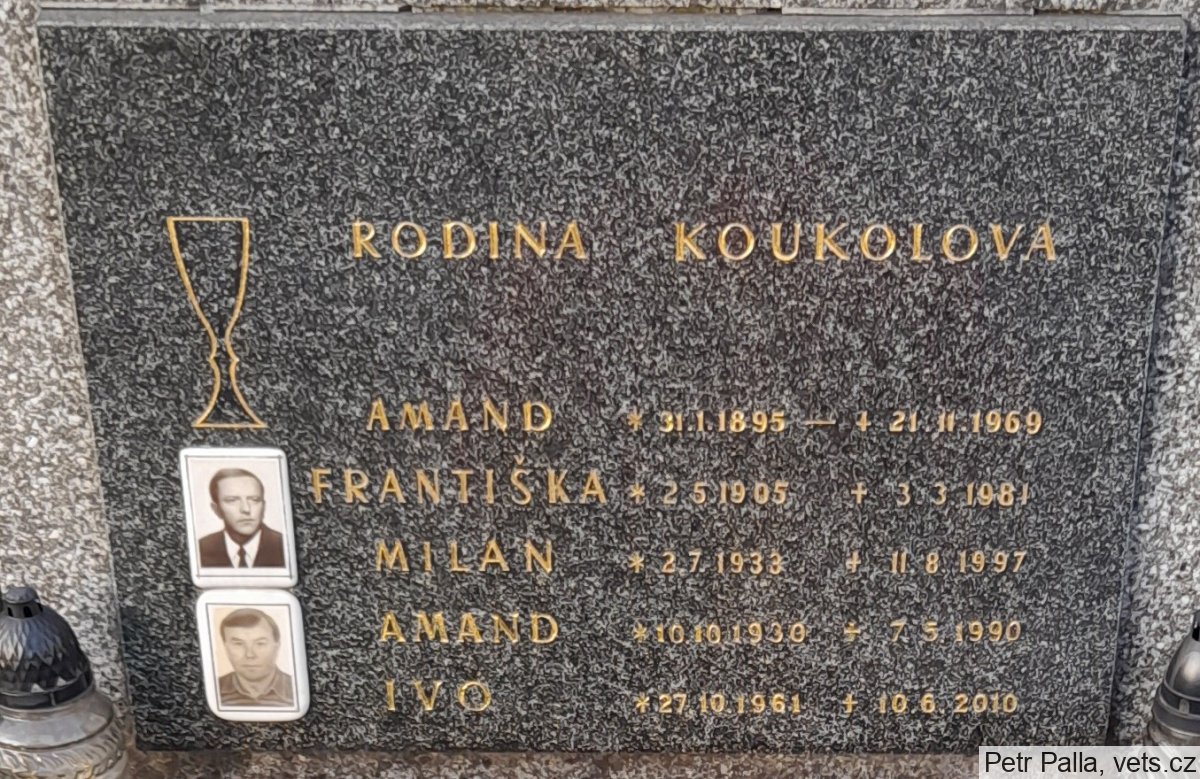 RODINA KOUKOLOVA
AMAND * 31.1.1895 — + 21.11.1969
FRANTIŠKA * 2.5.1905 + 3.3.1981
MILAN * 2.7.1933 + 11.8.1997
AMAND *10.10.1930 + 7.5.1990
IVO *27.10.1961 + 10.6.2010
Petr Palla, vets.cz